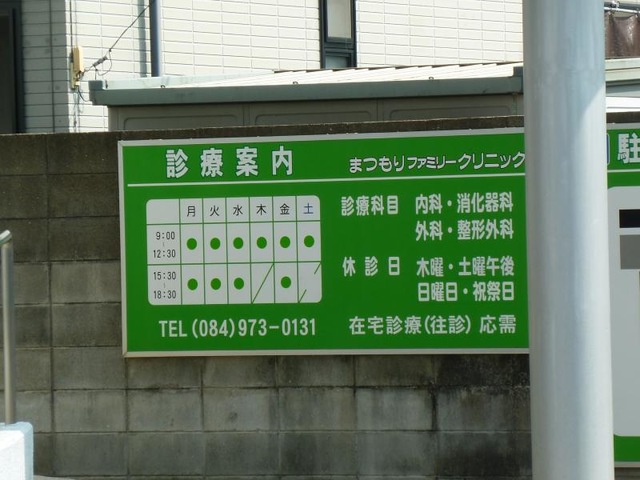 診療案内 まつもりファミリークリニック
月 火 水 木 金 土
9:00~12:30 ● ● ● ● ● ●
15:30~18:30 ● ● ● / ● /
診療科目 内科・消化器科
外科・整形外科
休診日 木曜・土曜午後
日曜日・祝祭日
TEL (084)973-0131 在宅診療(往診)応需
駐